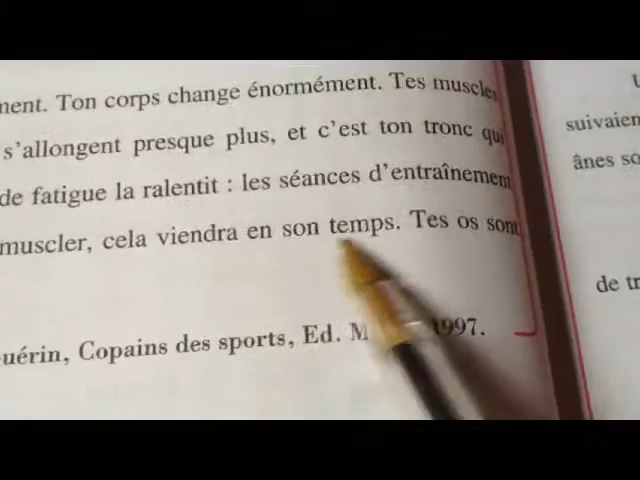 ment. Ton corps change énormément. Tes muscles
s'allongent presque plus, et c'est ton tronc qui
de fatigue la ralentit : les séances d'entraînement
muscler, cela viendra en son temps. Tes os sont
uérin, Copains des sports, Ed. M 1997.
suivaien
ânes so
de tr